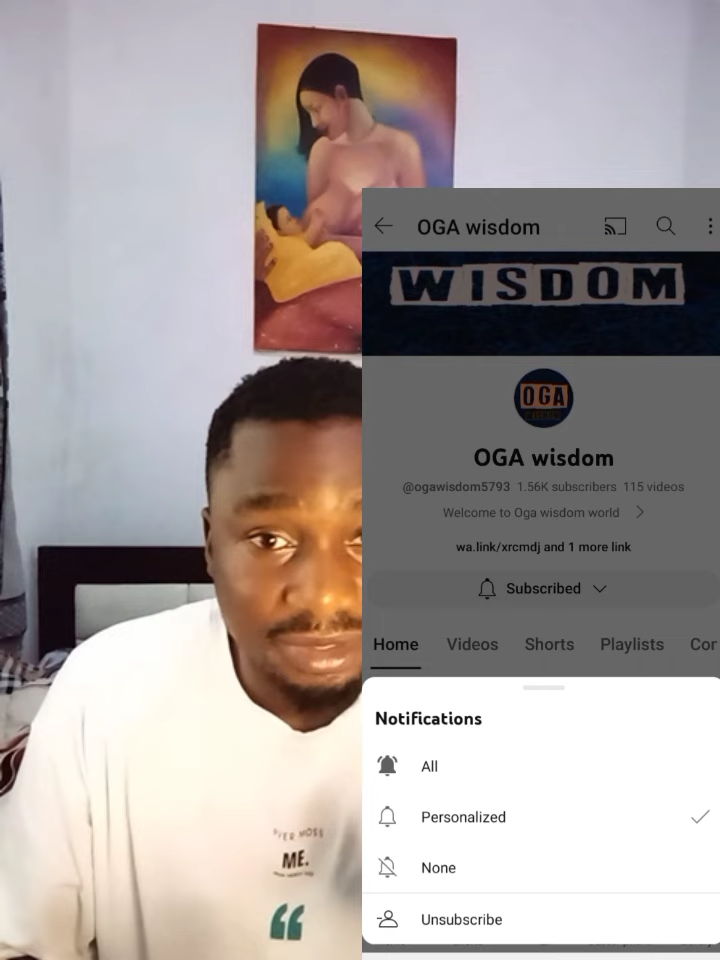 OGA wisdom
WISDOM
OGA
OGA wisdom
@ogawisdom5793 1.56K subscribers 115 videos
Welcome to Oga wisdom world
wa.link/xrcmdj and 1 more link
Subscribed
Home Videos Shorts Playlists Cor
Notifications
All
Personalized
None
Unsubscribe
ME.